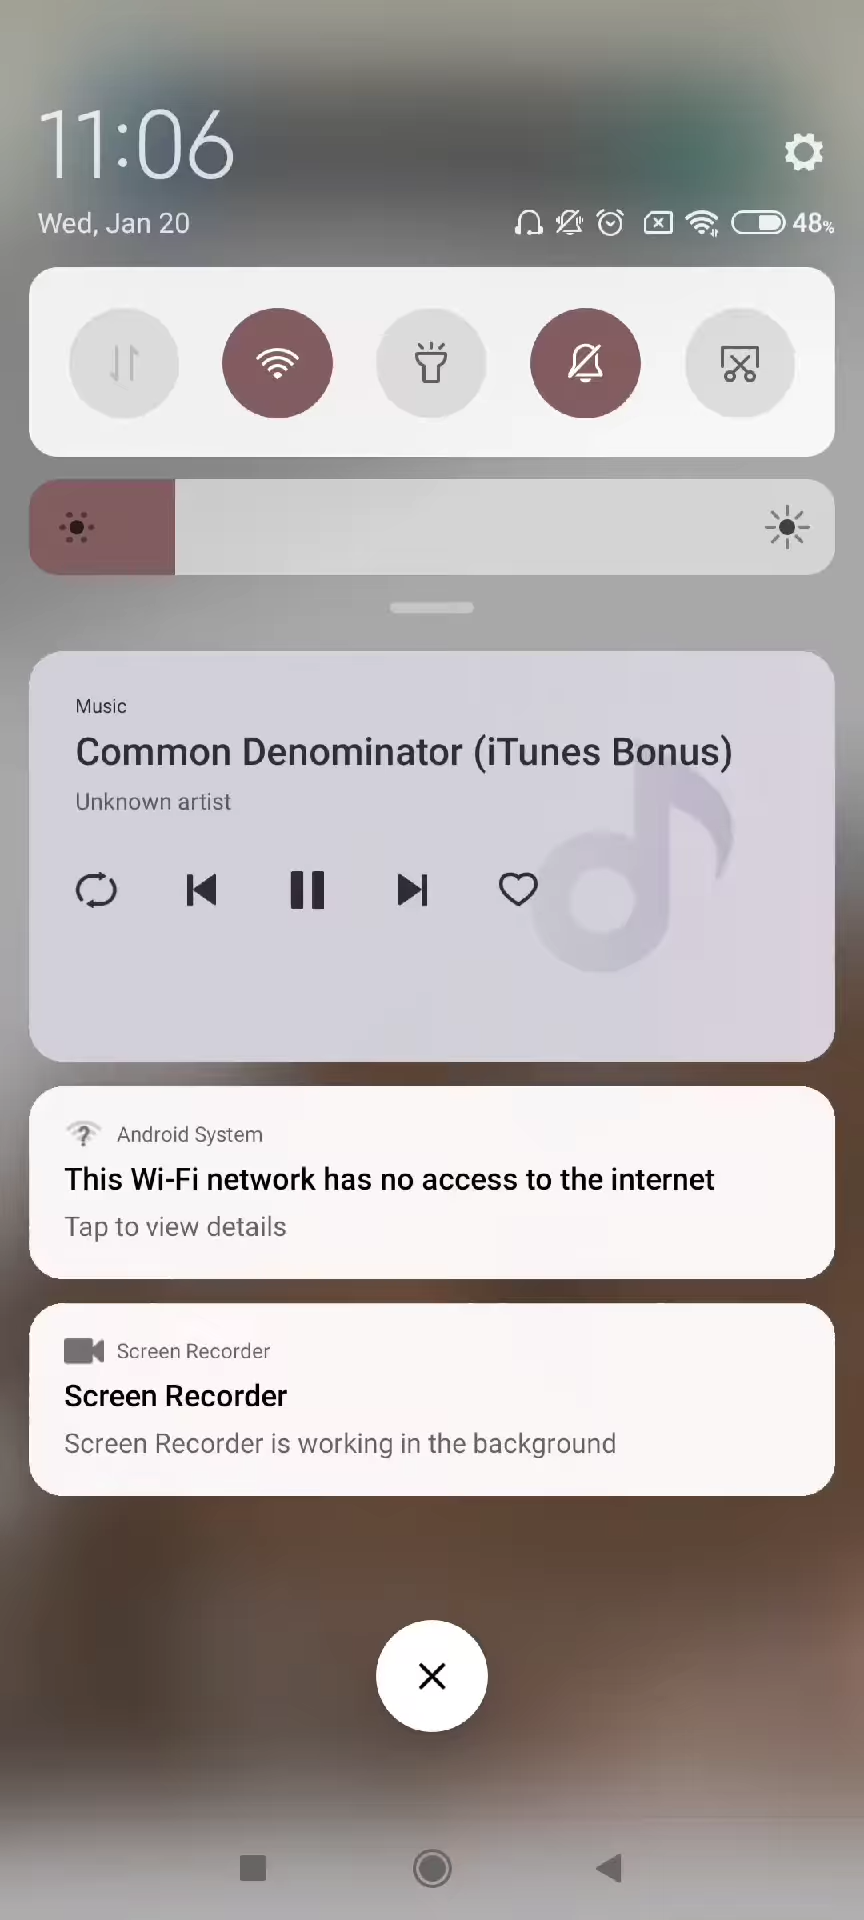 11:06
Wed, Jan 20
48%
Music
Common Denominator (iTunes Bonus)
Unknown artist
Android System
This Wi-Fi network has no access to the internet
Tap to view details
Screen Recorder
Screen Recorder
Screen Recorder is working in the background